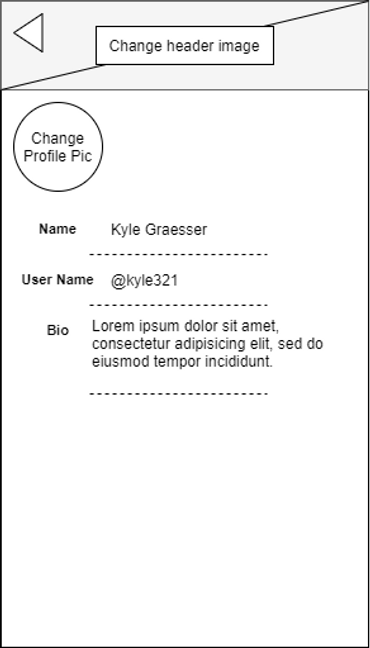 Change header image
Change
Profile Pic
Name Kyle Graesser
User Name @kyle321
Bio Lorem ipsum dolor sit amet,
consectetur adipisicing elit, sed do
eiusmod tempor incididunt.